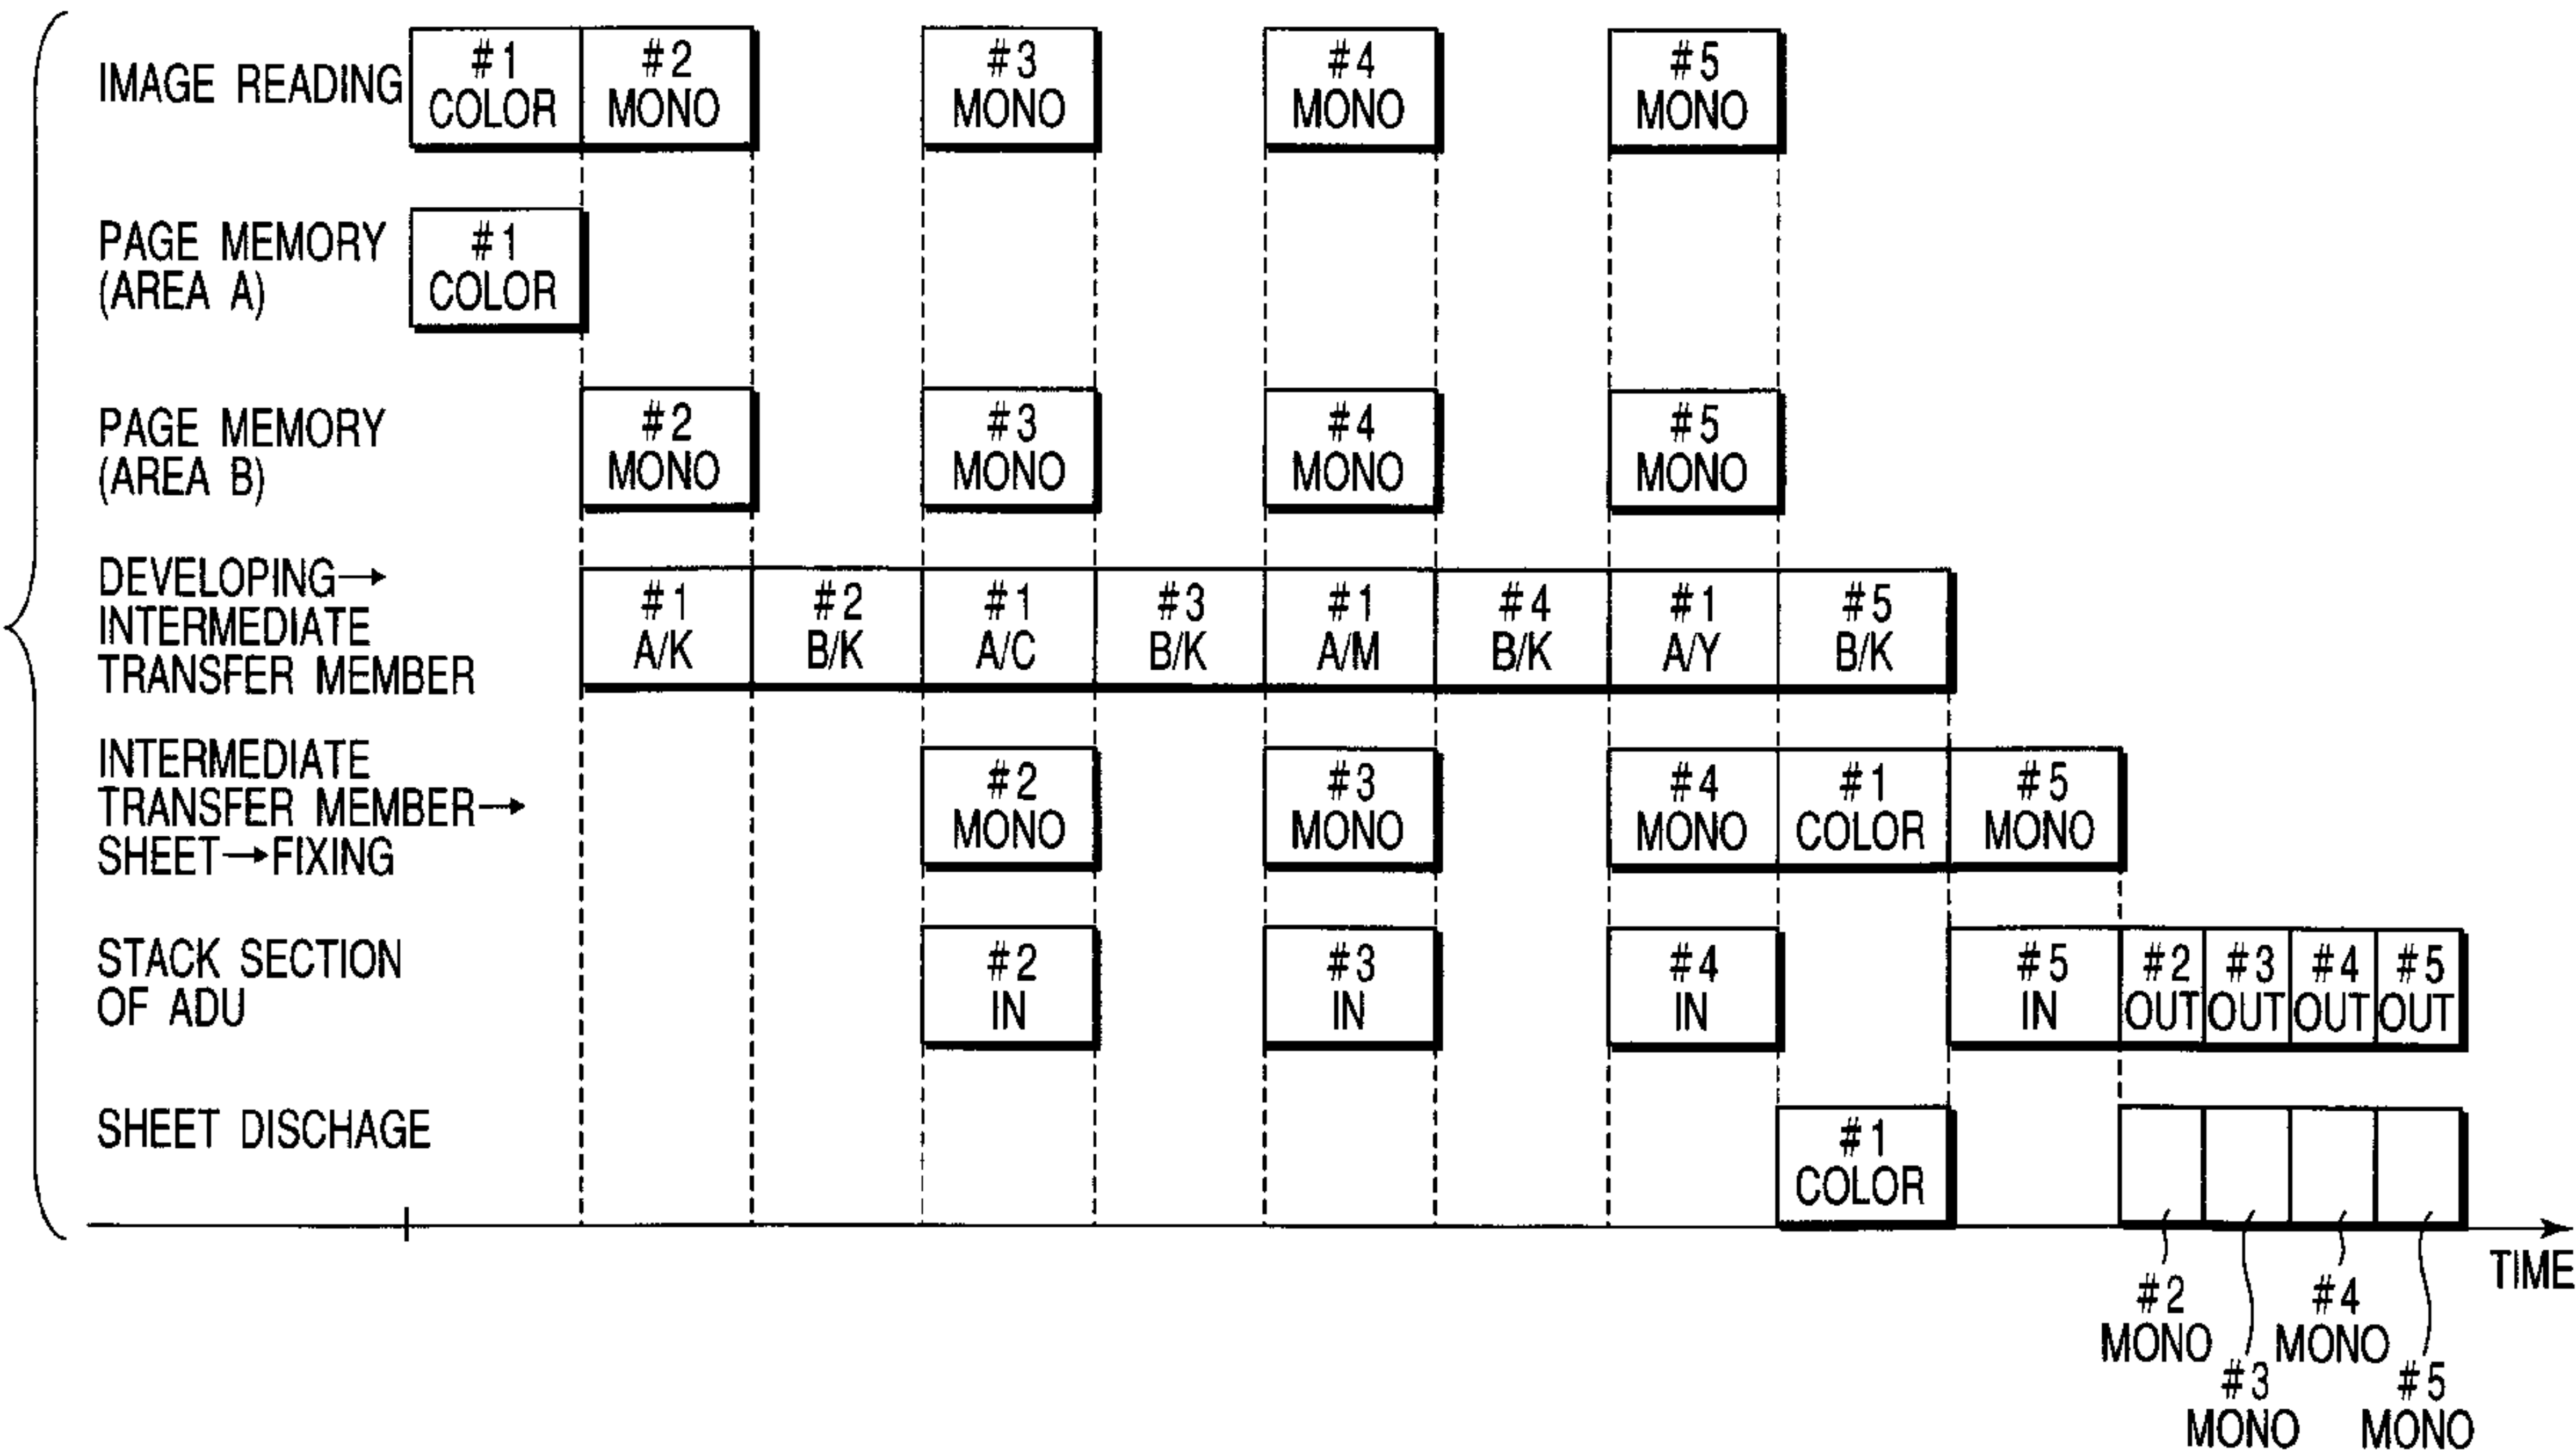 IMAGE READING
#1 COLOR
#2 MONO
#3 MONO
#4 MONO
#5 MONO
PAGE MEMORY
(AREA A)
#1 COLOR
PAGE MEMORY
(AREA B)
#2 MONO
#3 MONO
#4 MONO
#5 MONO
DEVELOPING→
INTERMEDIATE
TRANSFER MEMBER
#1 A/K
#2 B/K
#1 A/C
#3 B/K
#1 A/M
#4 B/K
#1 A/Y
#5 B/K
INTERMEDIATE
TRANSFER MEMBER→
SHEET→FIXING
#2 MONO
#3 MONO
#4 MONO
#1 COLOR
#5 MONO
STACK SECTION
OF ADU
#2 IN
#3 IN
#4 IN
#5 IN
#2 OUT
#3 OUT
#4 OUT
#5 OUT
SHEET DISCHAGE
#1 COLOR
TIME
#2 MONO
#3 MONO
#4 MONO
#5 MONO